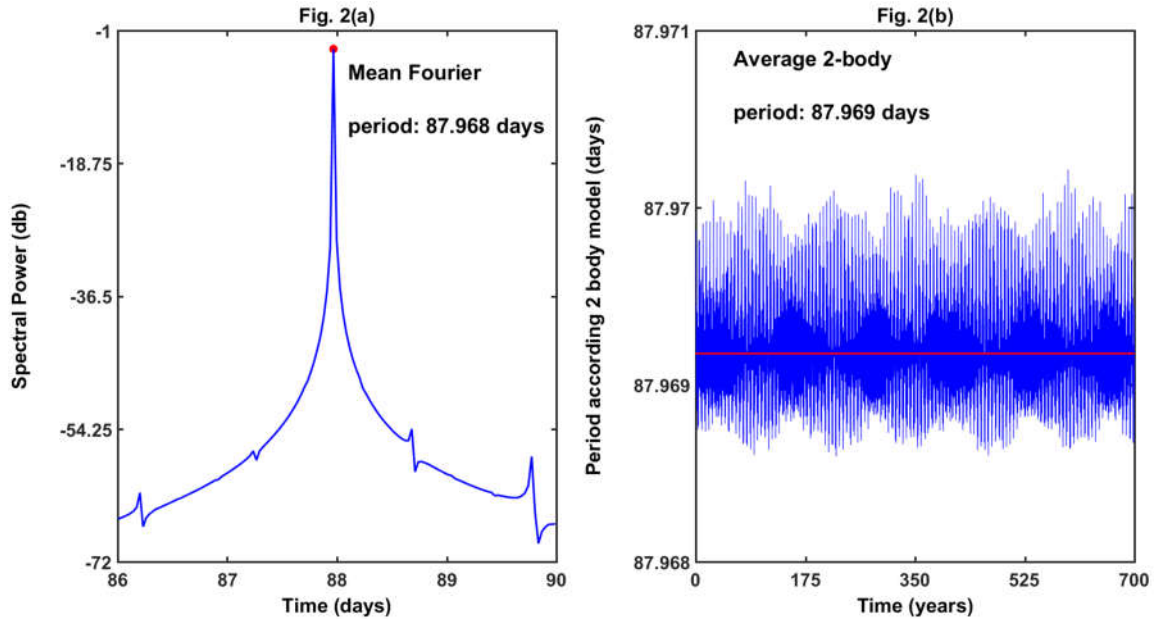 Fig. 2(a)
-1
-18.75
-36.5
-54.25
-72
Spectral Power (db)
Mean Fourier
period: 87.968 days
86 87 88 89 90
Time (days)
Fig. 2(b)
87.971
87.97
87.969
87.968
Period according 2 body model (days)
Average 2-body
period: 87.969 days
0 175 350 525 700
Time (years)